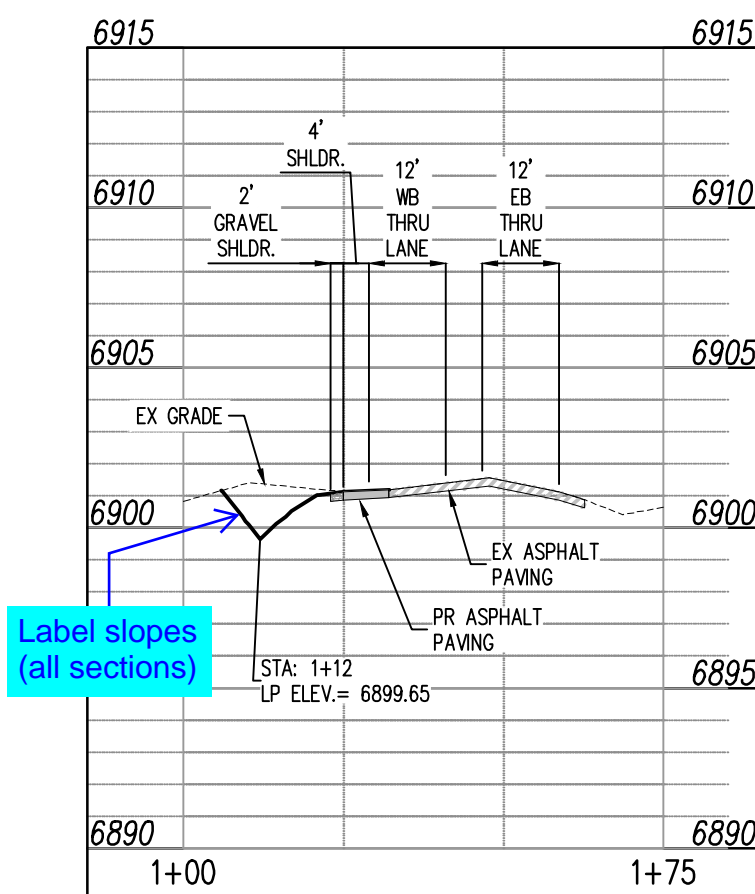 6915
6915
4'
SHLDR.
2'
GRAVEL
SHLDR.
12'
WB
THRU
LANE
12'
EB
THRU
LANE
6910
6910
6905
6905
EX GRADE
6900
6900
EX ASPHALT
PAVING
PR ASPHALT
PAVING
Label slopes
(all sections)
STA: 1+12
LP ELEV.= 6899.65
6895
6895
6890
6890
1+00
1+75